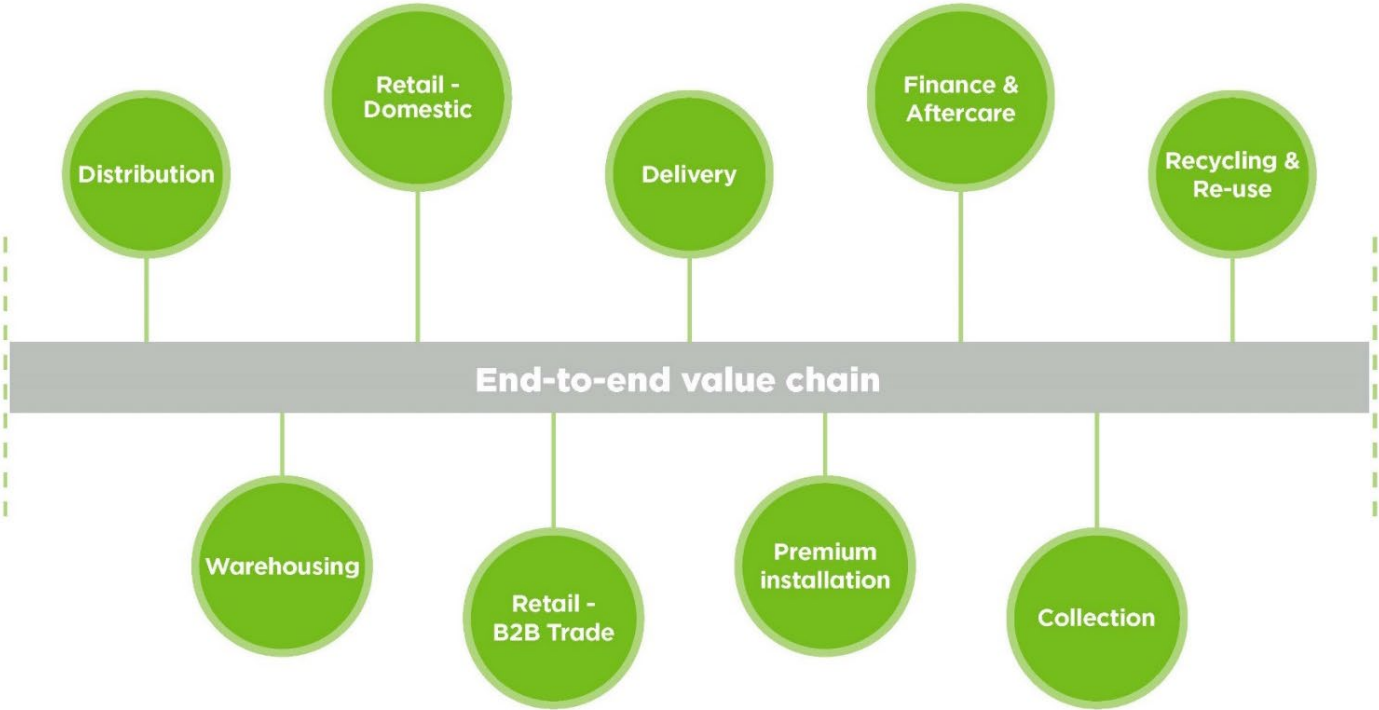 Distribution
Retail -
Domestic
Delivery
Finance &
Aftercare
Recycling &
Re-use
End-to-end value chain
Warehousing
Retail -
B2B Trade
Premium
installation
Collection